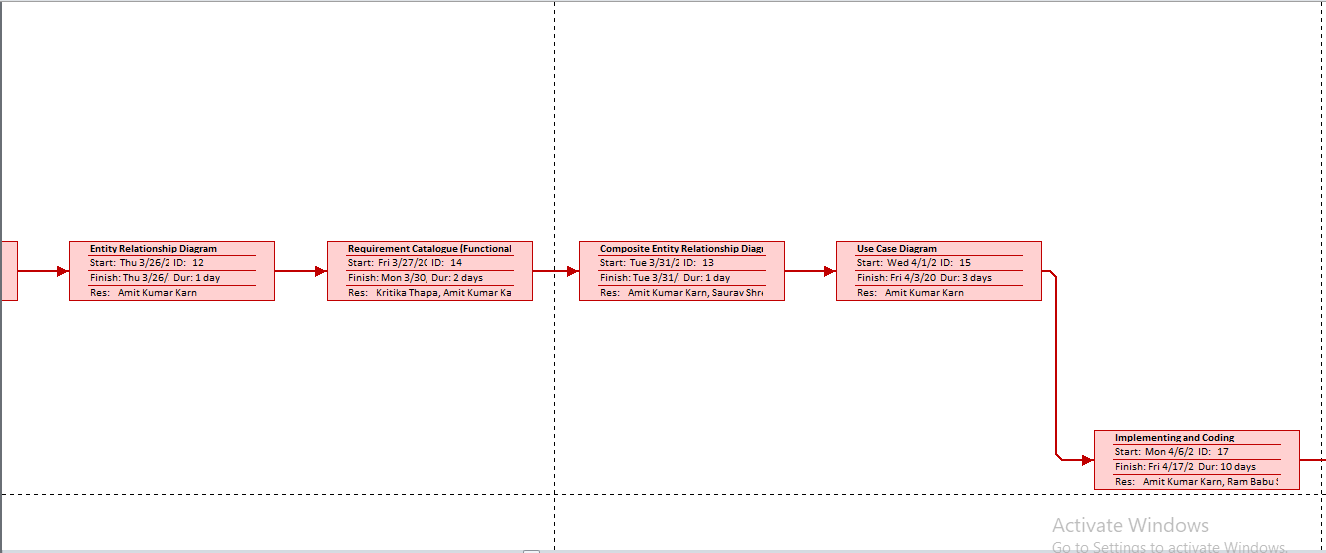 Entity Relationship Diagram
Start: Thu 3/26/2 ID: 12
Finish: Thu 3/26/ Dur: 1 day
Res: Amit Kumar Karn
Requirement Catalogue (Functional
Start: Fri 3/27/20 ID: 14
Finish: Mon 3/30, Dur: 2 days
Res: Kritika Thapa, Amit Kumar Ka
Composite Entity Relationship Diagr
Start: Tue 3/31/2 ID: 13
Finish: Tue 3/31/ Dur: 1 day
Res: Amit Kumar Karn, Saurav Shre
Use Case Diagram
Start: Wed 4/1/2 ID: 15
Finish: Fri 4/3/20 Dur: 3 days
Res: Amit Kumar Karn
Implementing and Coding
Start: Mon 4/6/2 ID: 17
Finish: Fri 4/17/2 Dur: 10 days
Res: Amit Kumar Karn, Ram Babu
Activate Windows
Go to Settings to activate Windows.